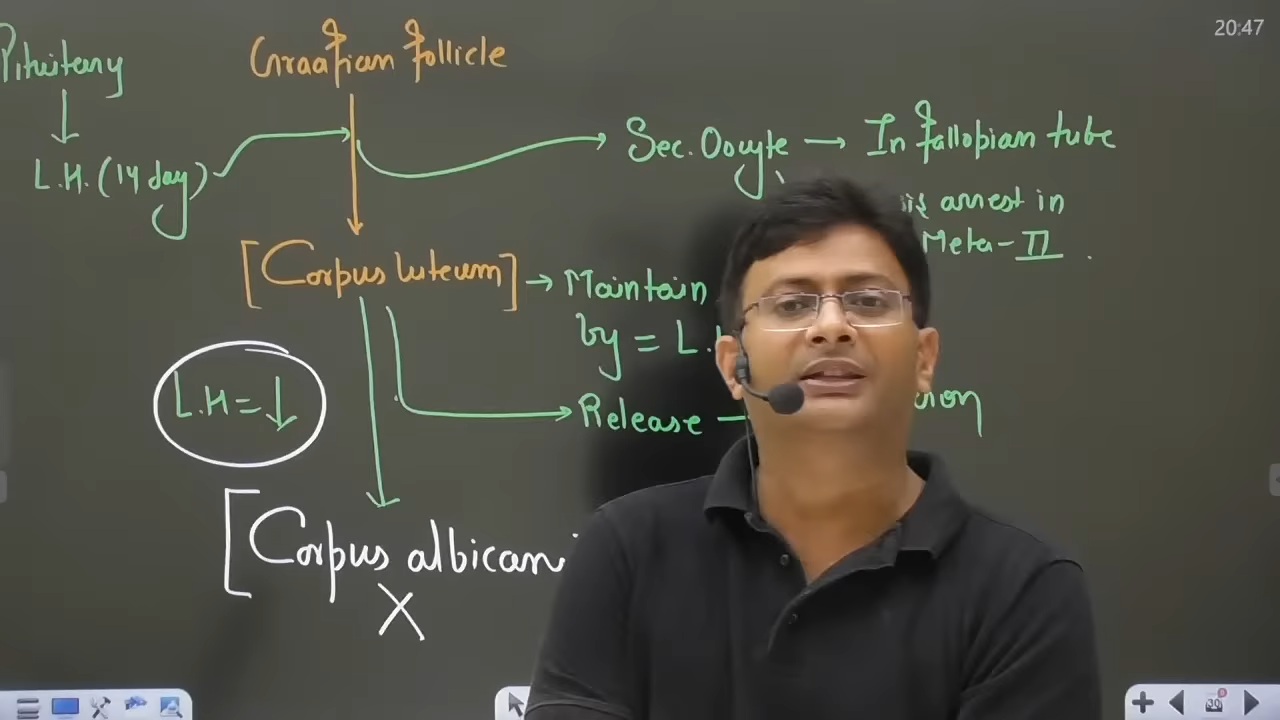 20:47
Pituitary
Graafian follicle
L.H. (14 day)
Sec. Oocyte → In fallopian tube
arrest in
Meta-II.
[Corpus luteum] → Maintain
by = L.
L.H = ↓
Release —
[Corpus albican
X